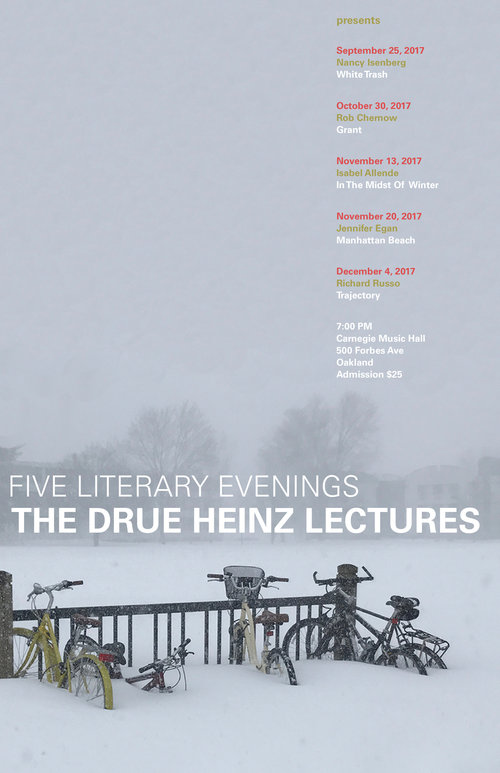 presents
September 25, 2017
Nancy Isenberg
White Trash
October 30, 2017
Rob Chernow
Grant
November 13, 2017
Isabel Allende
In The Midst Of Winter
November 20, 2017
Jennifer Egan
Manhattan Beach
December 4, 2017
Richard Russo
Trajectory
7:00 PM
Carnegie Music Hall
500 Forbes Ave
Oakland
Admission $25
FIVE LITERARY EVENINGS
THE DRUE HEINZ LECTURES